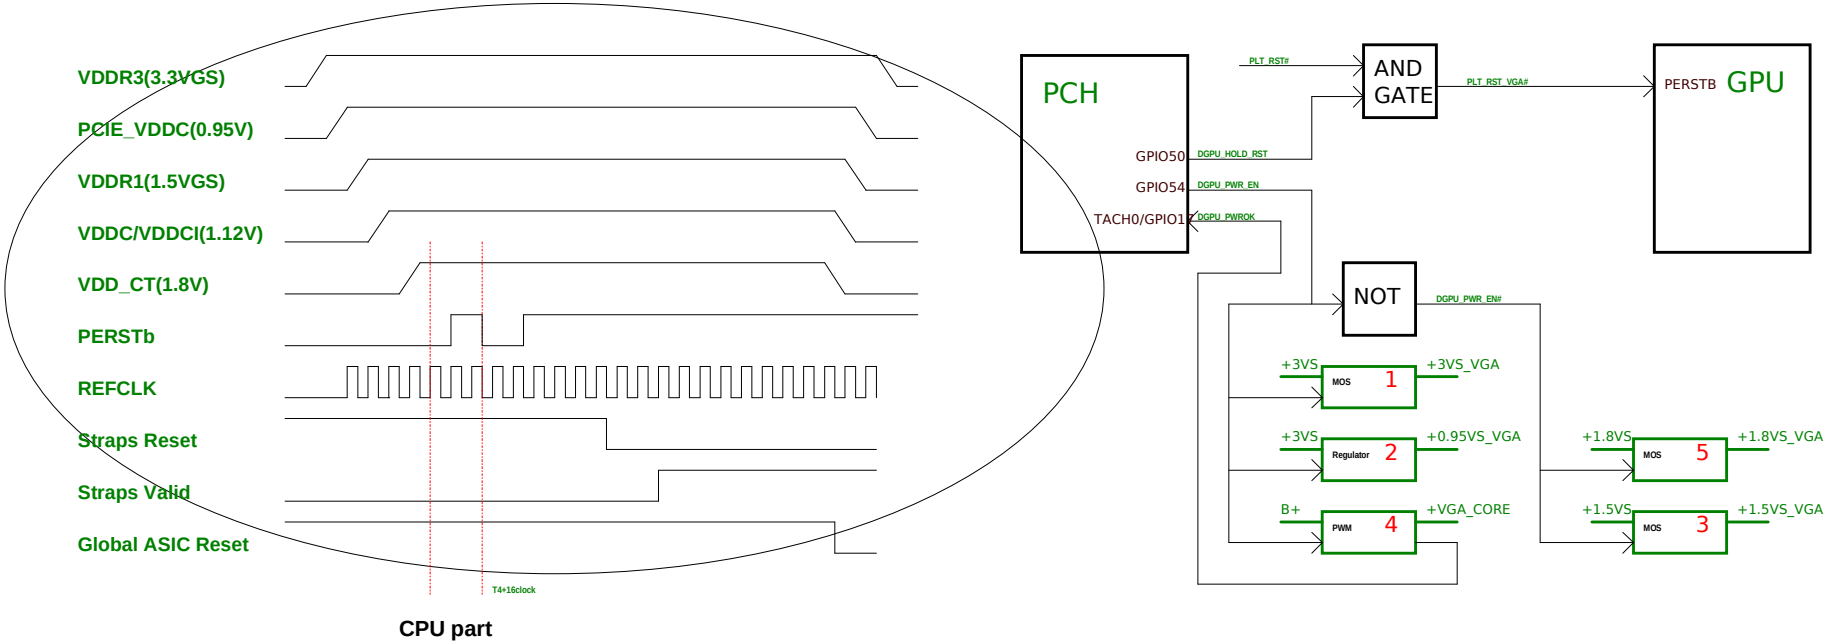 VDDR3(3.3VGS)
PCIE_VDDC(0.95V)
VDDR1(1.5VGS)
VDDC/VDDCI(1.12V)
VDD_CT(1.8V)
PERSTb
REFCLK
Straps Reset
Straps Valid
Global ASIC Reset
T4+16clock
CPU part
PCH
GPIO50
GPIO54
TACH0/GPIO17
DGPU_HOLD_RST
DGPU_PWR_EN
DGPU_PWROK
PLT_RST#
AND
GATE
PLT_RST_VGA#
PERSTB
GPU
NOT
DGPU_PWR_EN#
+3VS
MOS
1
+3VS_VGA
+3VS
Regulator
2
+0.95VS_VGA
B+
PWM
4
+VGA_CORE
+1.8VS
MOS
5
+1.8VS_VGA
+1.5VS
MOS
3
+1.5VS_VGA